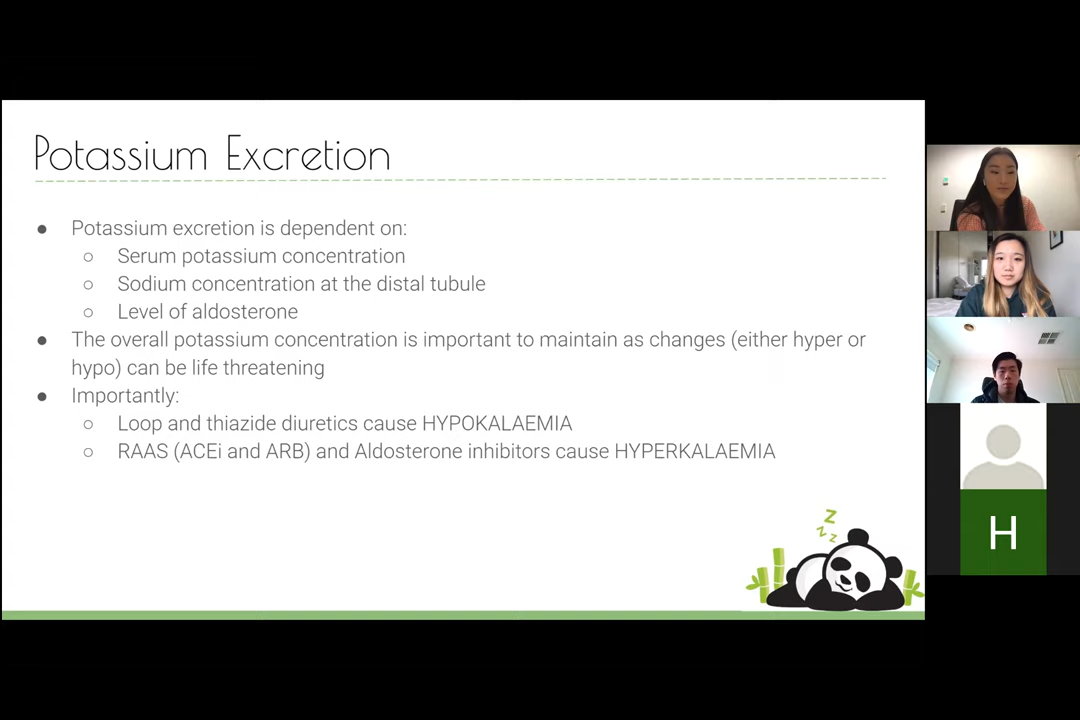 Potassium Excretion
● Potassium excretion is dependent on:
○ Serum potassium concentration
○ Sodium concentration at the distal tubule
○ Level of aldosterone
● The overall potassium concentration is important to maintain as changes (either hyper or
hypo) can be life threatening
● Importantly:
○ Loop and thiazide diuretics cause HYPOKALAEMIA
○ RAAS (ACEi and ARB) and Aldosterone inhibitors cause HYPERKALAEMIA
Z
Z
Z
H